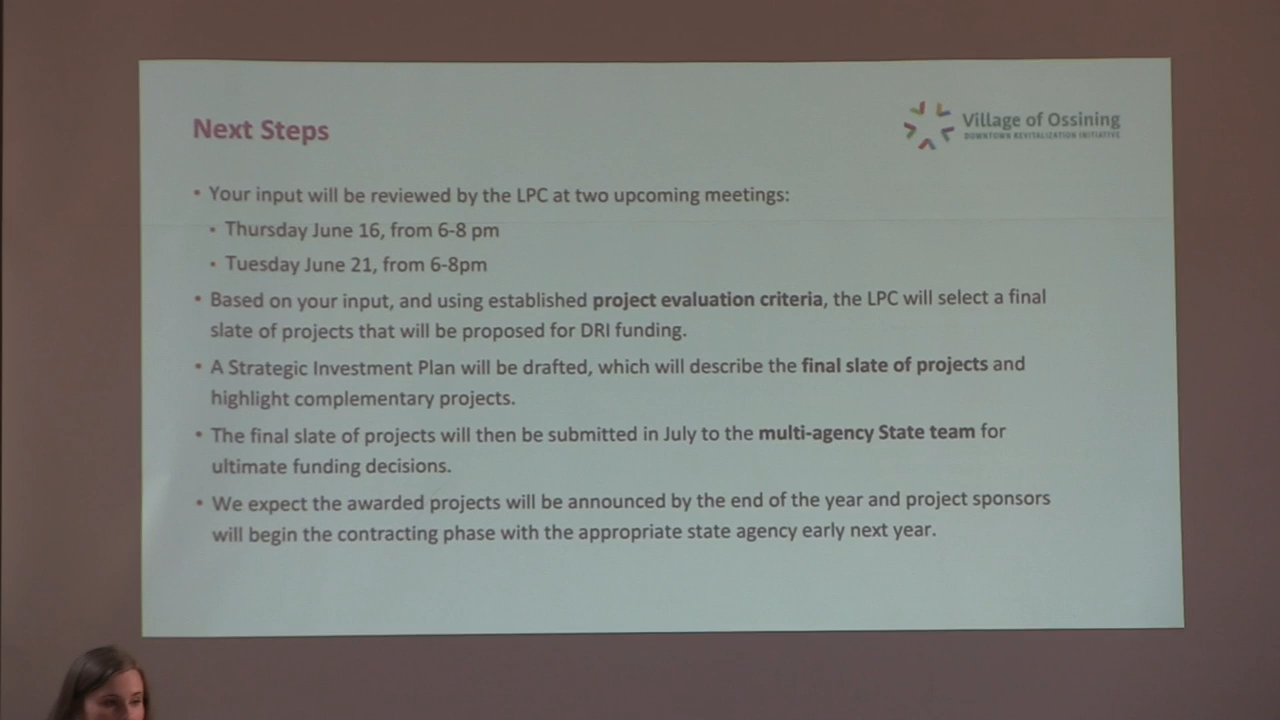 Next Steps
Village of Ossining
DOWNTOWN REVITALIZATION INITIATIVE
• Your input will be reviewed by the LPC at two upcoming meetings:
• Thursday June 16, from 6-8 pm
• Tuesday June 21, from 6-8pm
• Based on your input, and using established project evaluation criteria, the LPC will select a final
slate of projects that will be proposed for DRI funding.
• A Strategic Investment Plan will be drafted, which will describe the final slate of projects and
highlight complementary projects.
• The final slate of projects will then be submitted in July to the multi-agency State team for
ultimate funding decisions.
• We expect the awarded projects will be announced by the end of the year and project sponsors
will begin the contracting phase with the appropriate state agency early next year.